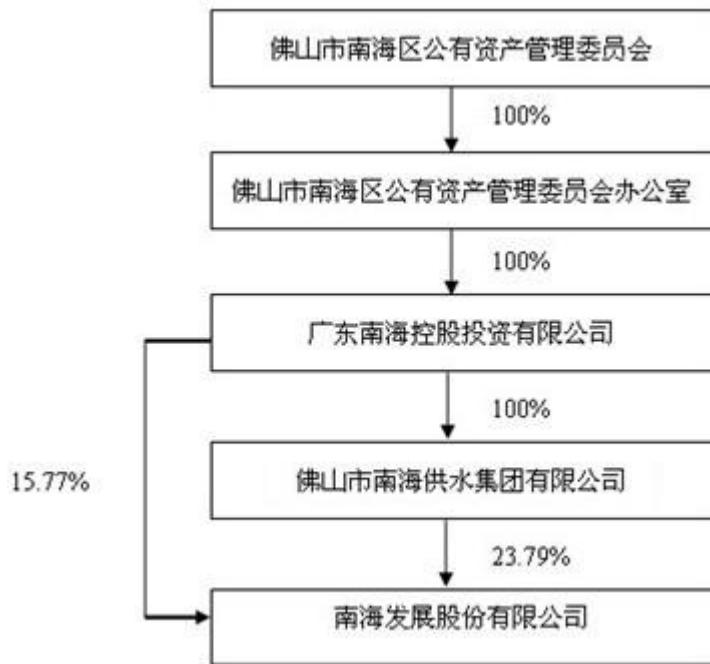 佛山市南海区公有资产管理委员会
100%
佛山市南海区公有资产管理委员会办公室
100%
广东南海控股投资有限公司
100%
15.77%
佛山市南海供水集团有限公司
23.79%
南海发展股份有限公司